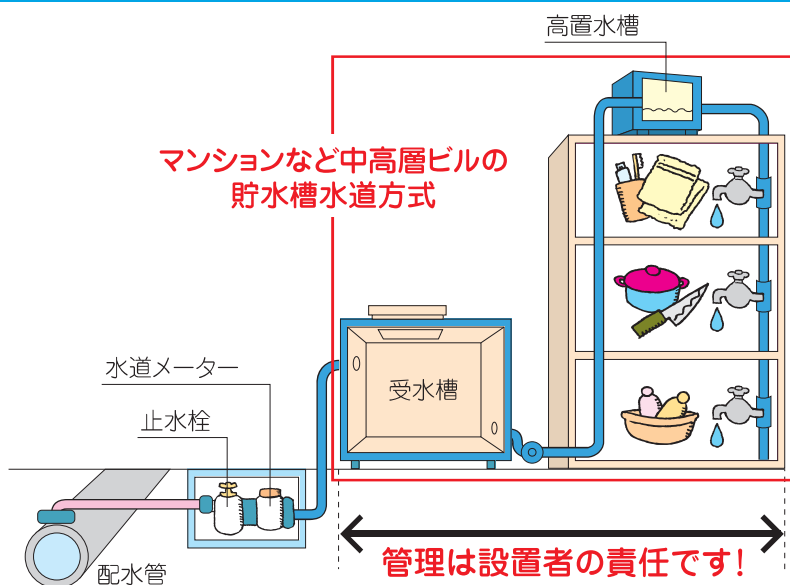 高置水槽
マンションなど中高層ビルの
貯水槽水道方式
水道メーター
受水槽
止水栓
配水管
管理は設置者の責任です!